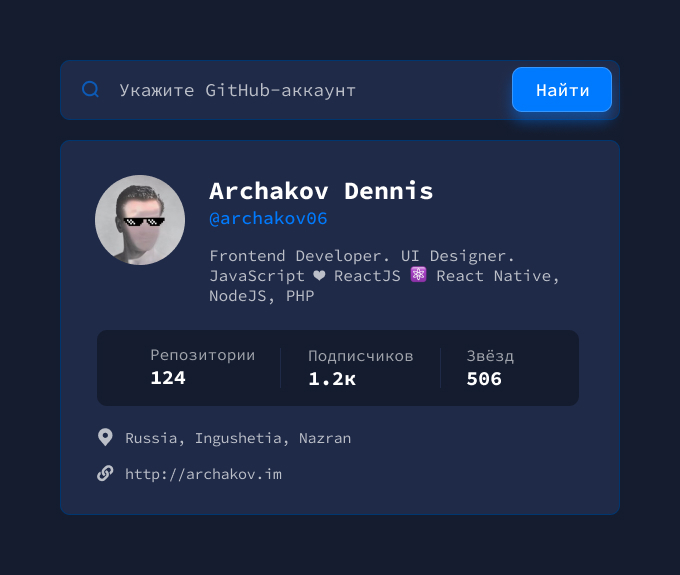 Укажите GitHub-аккаунт
Найти
Archakov Dennis
@archakov06
Frontend Developer. UI Designer.
JavaScript ❤ ReactJS ⚛️ React Native,
NodeJS, PHP
Репозитории
124
Подписчиков
1.2к
Звёзд
506
Russia, Ingushetia, Nazran
http://archakov.im